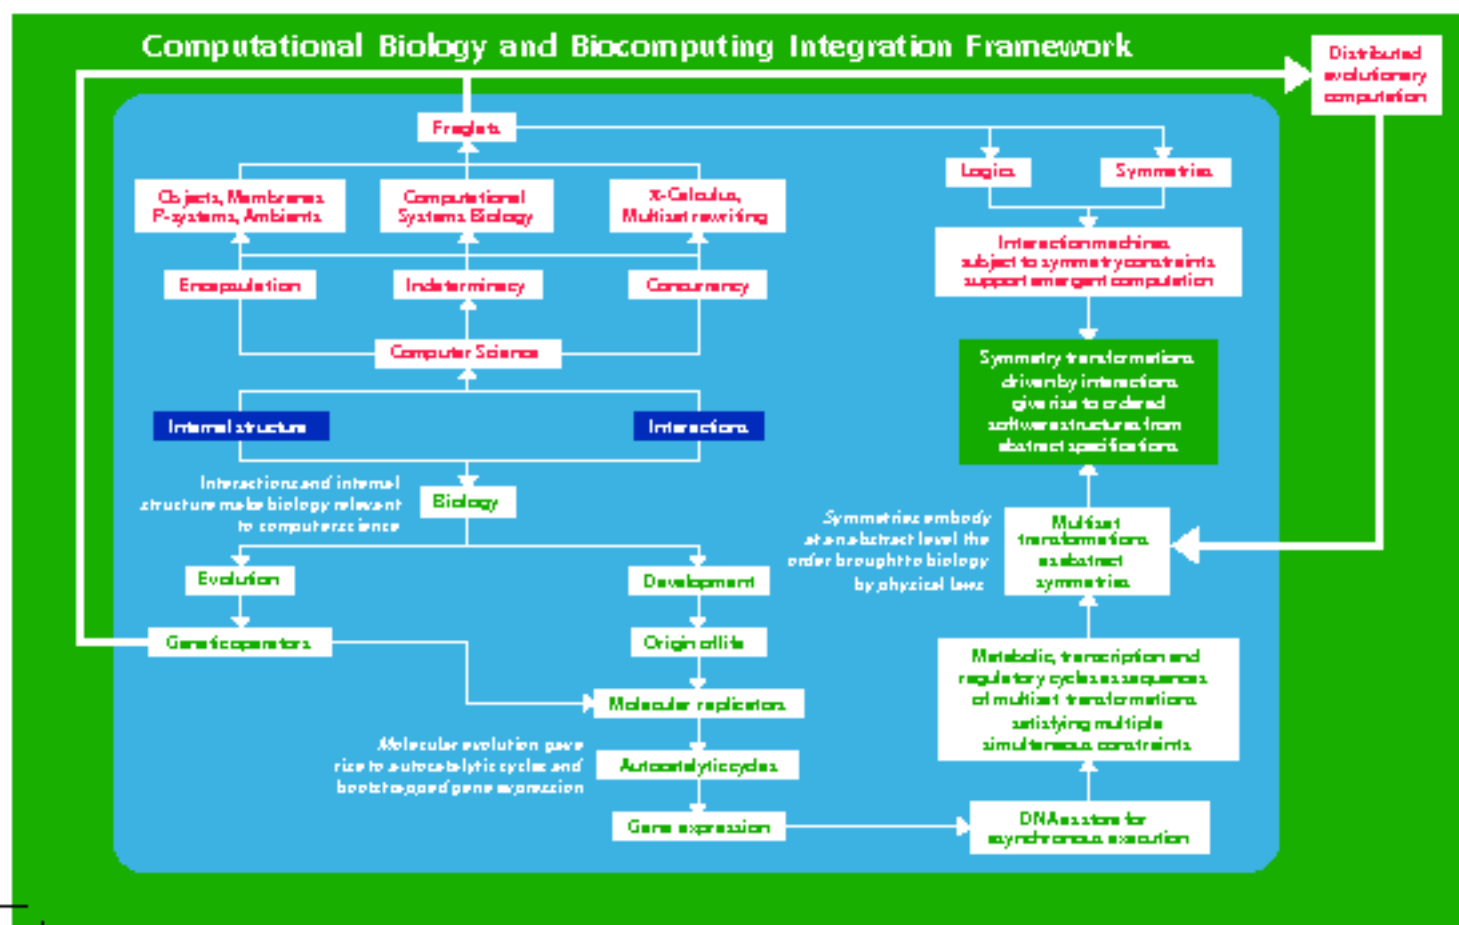 Computational Biology and Biocomputing Integration Framework
Distributed
evolutionary
computation
Fraglets
Logics
Symmetries
Objects, Membranes
P-systems, Ambients
Computational
Systems Biology
π-Calculus,
Multiset rewriting
Interaction machines
subject to symmetry constraints
support emergent computation
Encapsulation
Indeterminacy
Concurrency
Computer Science
Symmetry transformations
driven by interactions
give rise to ordered
software structures from
abstract specifications
Internal structure
Interactions
Interactions and internal
structure make biology relevant
to computer science
Biology
Symmetries embody
at an abstract level the
order brought to biology
by physical laws
Multiset
transformations
as abstract
symmetries
Evolution
Development
Genetic operators
Origin of life
Metabolic, transcription and
regulatory cycles as sequences
of multiset transformations
satisfying multiple
simultaneous constraints
Molecular replicators
Molecular evolution gave
rise to autocatalytic cycles and
bootstrapped gene expression
Autocatalytic cycles
Gene expression
DNA as store for
asynchronous execution